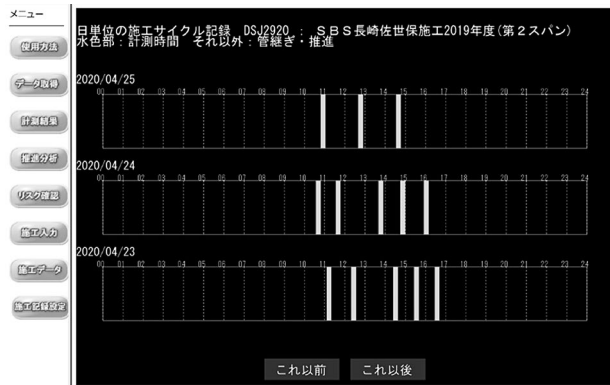 メニュー
使用方法
データ取得
計測結果
推進分析
リスク確認
施工入力
施工データ
施工記録設定
日単位の施工サイクル記録 DSJ2920 : SBS長崎佐世保施工2019年度(第2スパン)
水色部：計測時間 それ以外：管継ぎ・推進
2020/04/25
00 01 02 03 04 05 06 07 08 09 10 11 12 13 14 15 16 17 18 19 20 21 22 23 24
2020/04/24
00 01 02 03 04 05 06 07 08 09 10 11 12 13 14 15 16 17 18 19 20 21 22 23 24
2020/04/23
00 01 02 03 04 05 06 07 08 09 10 11 12 13 14 15 16 17 18 19 20 21 22 23 24
これ以前 これ以後